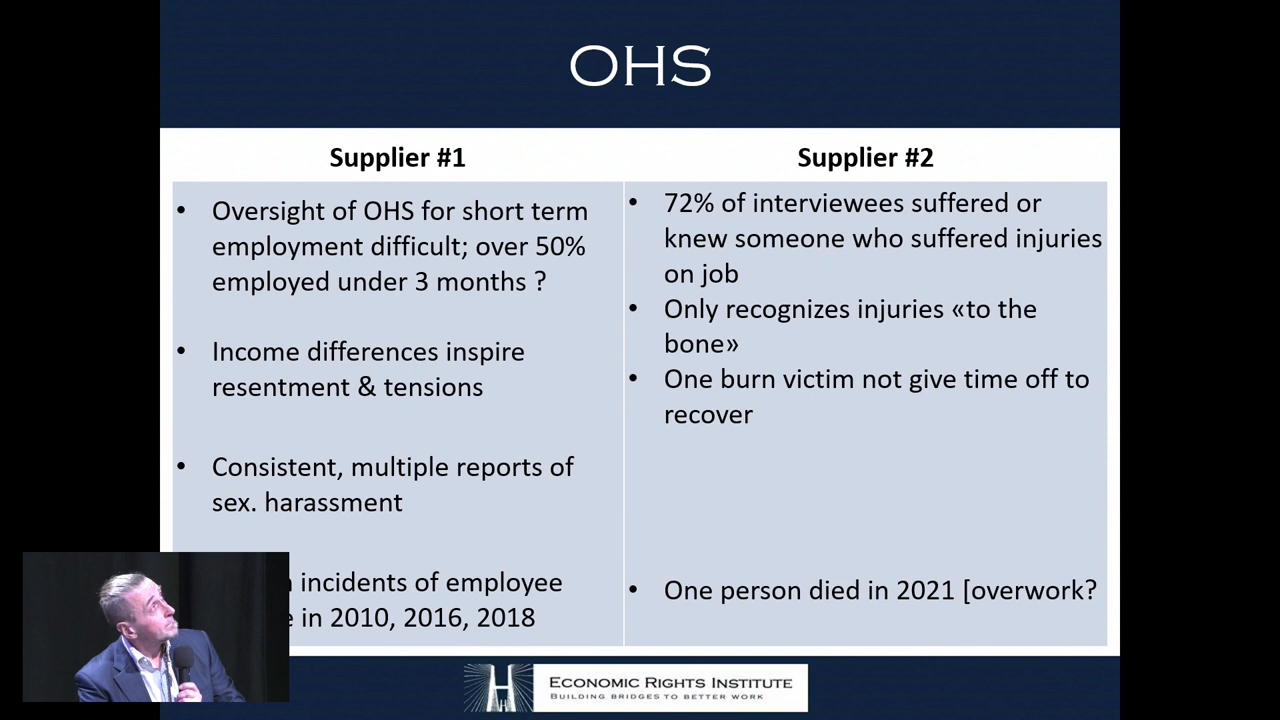 OHS
Supplier #1
Oversight of OHS for short term
employment difficult; over 50%
employed under 3 months ?
Income differences inspire
resentment & tensions
Consistent, multiple reports of
sex. harassment
incidents of employee
in 2010, 2016, 2018
Supplier #2
72% of interviewees suffered or
knew someone who suffered injuries
on job
Only recognizes injuries «to the
bone»
One burn victim not give time off to
recover
One person died in 2021 [overwork?
ECONOMIC RIGHTS INSTITUTE
BUILDING BRIDGES TO BETTER WORK